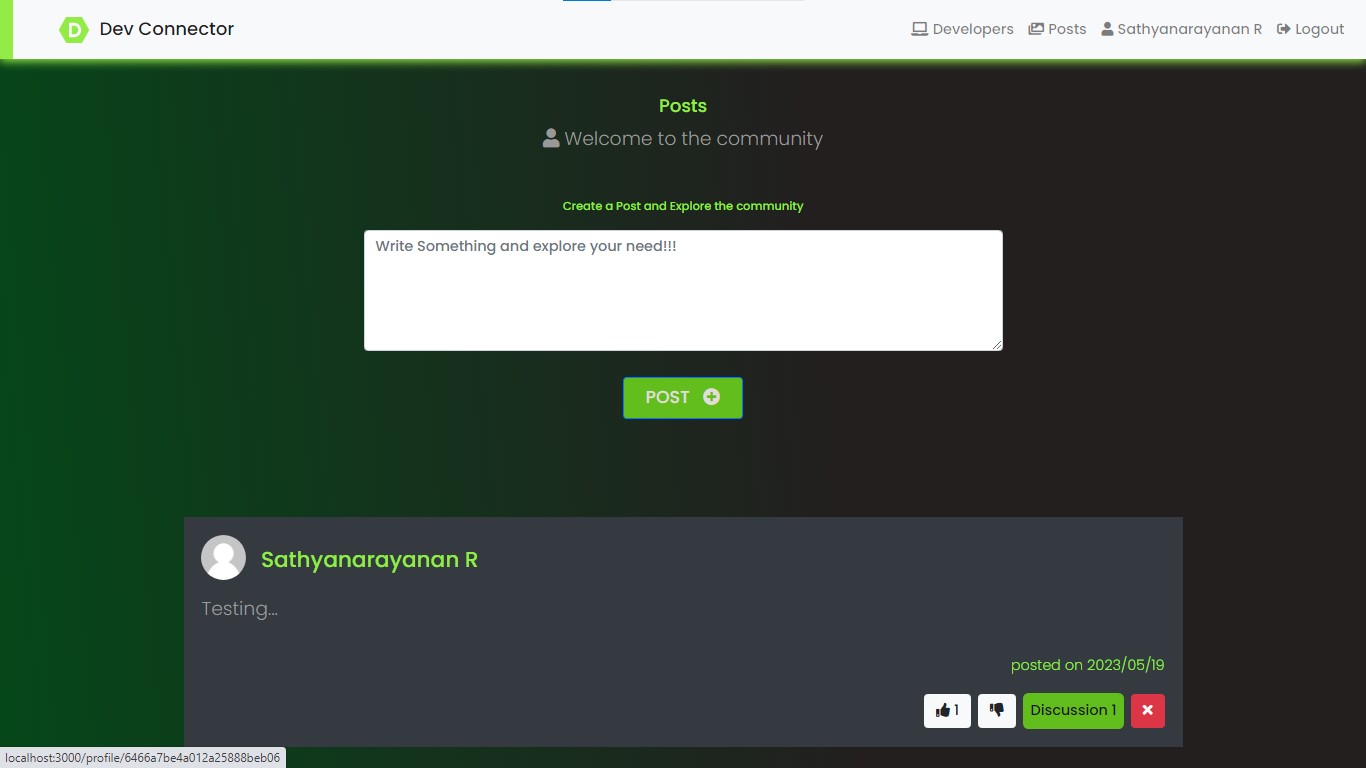 D Dev Connector Developers Posts Sathyanarayanan R Logout
Posts
Welcome to the community
Create a Post and Explore the community
Write Something and explore your need!!!
POST
Sathyanarayanan R
Testing...
posted on 2023/05/19
1 Discussion 1
localhost:3000/profile/6466a7be4a012a25888beb06